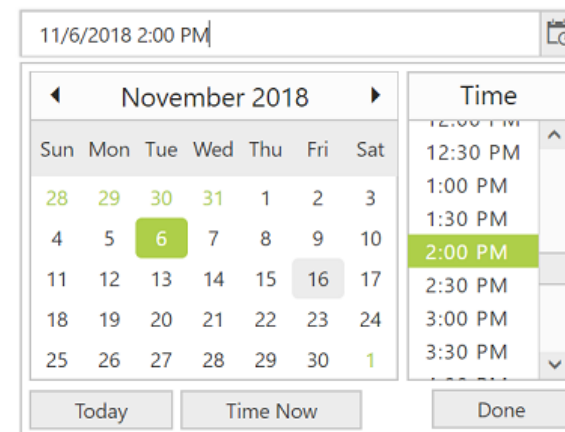 11/6/2018 2:00 PM
November 2018
Sun Mon Tue Wed Thu Fri Sat
28 29 30 31 1 2 3
4 5 6 7 8 9 10
11 12 13 14 15 16 17
18 19 20 21 22 23 24
25 26 27 28 29 30 1
Time
12:00 PM
12:30 PM
1:00 PM
1:30 PM
2:00 PM
2:30 PM
3:00 PM
3:30 PM
Today Time Now Done